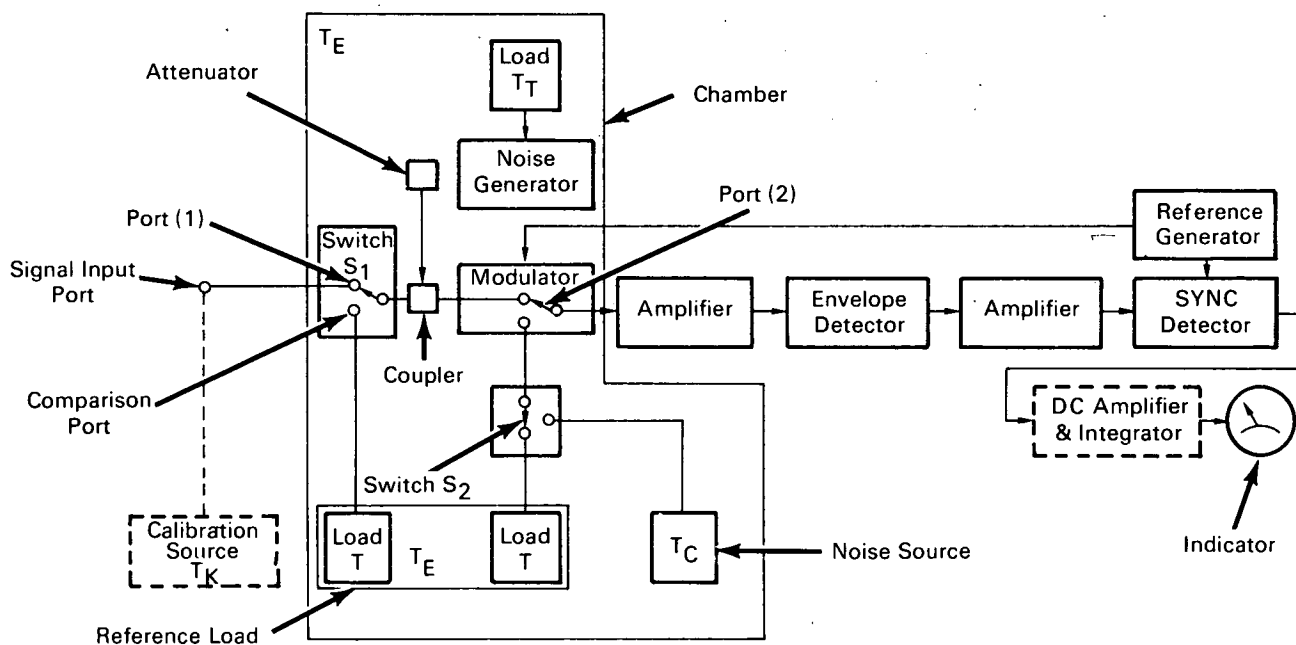 T_E
Load
T_T
Attenuator
Chamber
Noise
Generator
Port (1)
Port (2)
Reference
Generator
Signal Input
Port
Switch
S_1
Modulator
Amplifier
Envelope
Detector
Amplifier
SYNC
Detector
Coupler
Comparison
Port
DC Amplifier
& Integrator
Switch S_2
Calibration
Source
T_K
Load
T
T_E
Load
T
T_C
Noise Source
Indicator
Reference Load